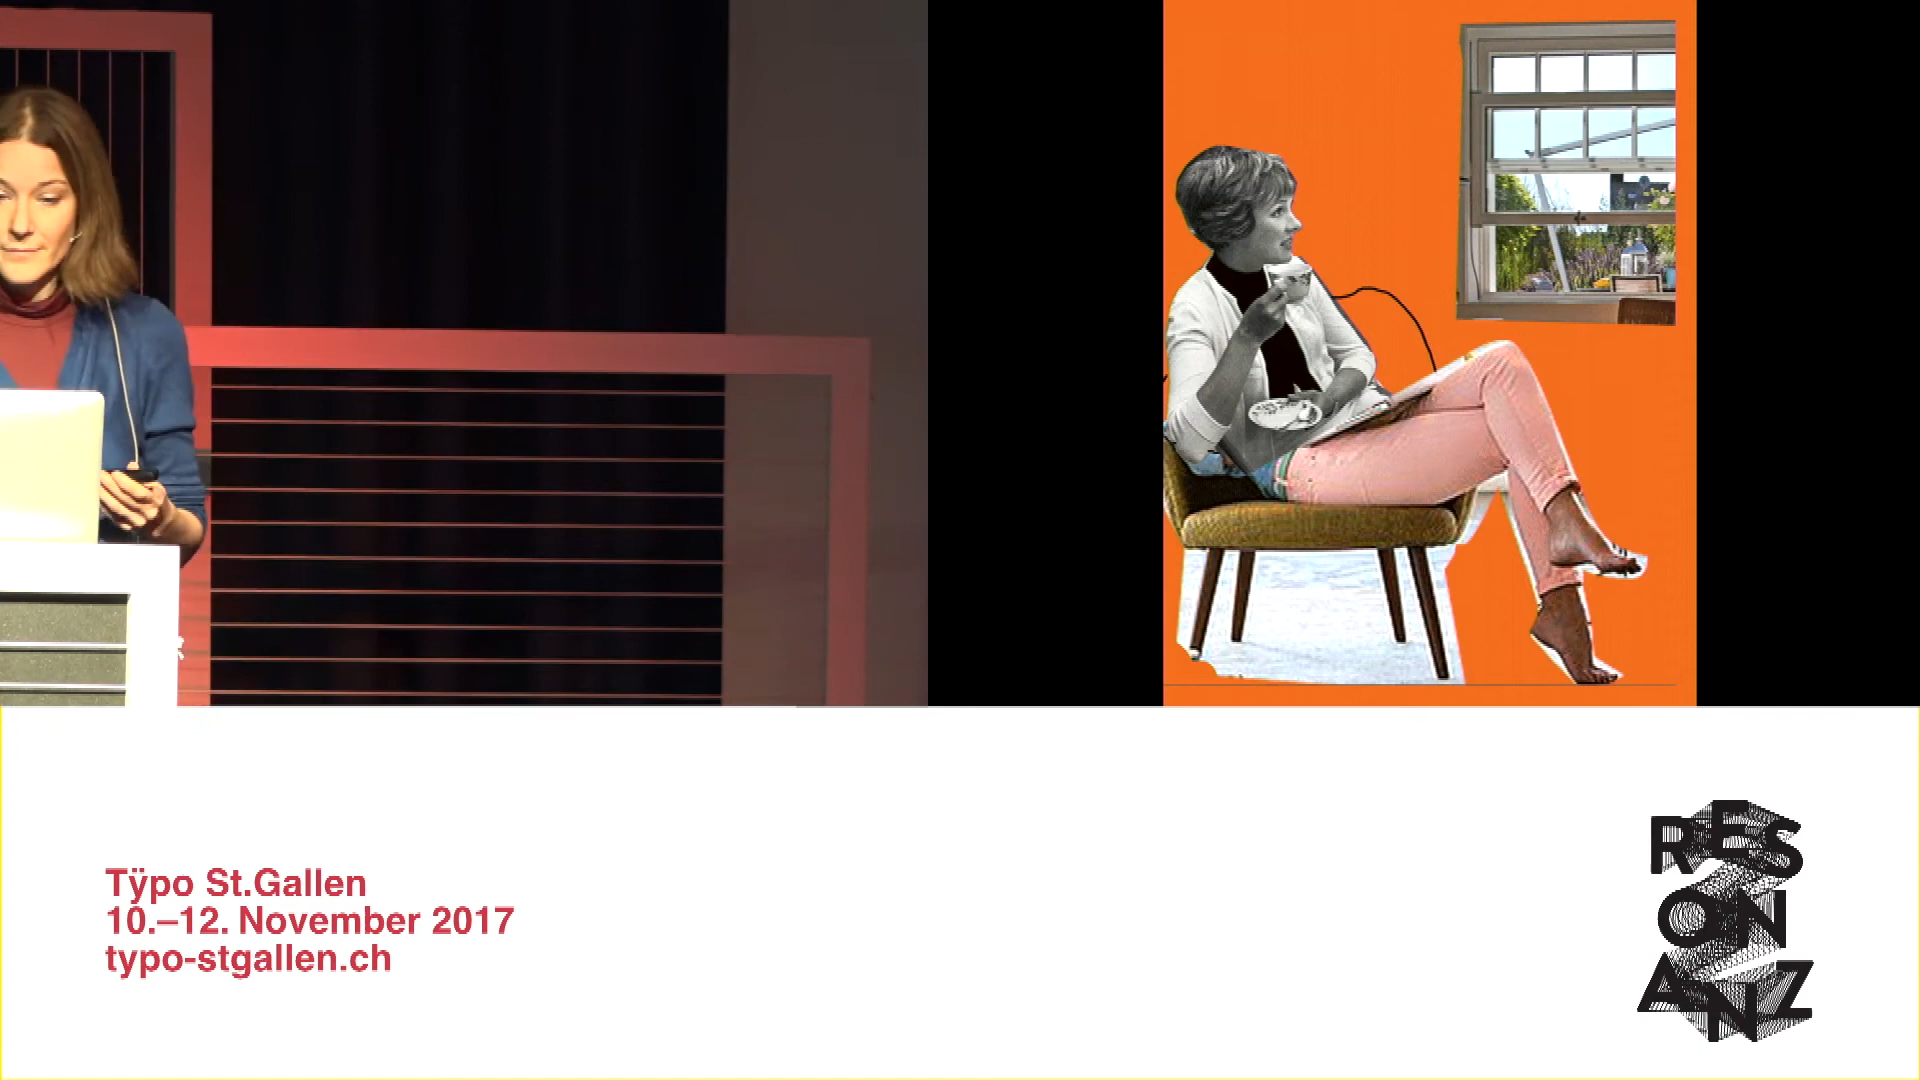 Tÿpo St.Gallen
10.–12. November 2017
typo-stgallen.ch
RES
ON
ANZ